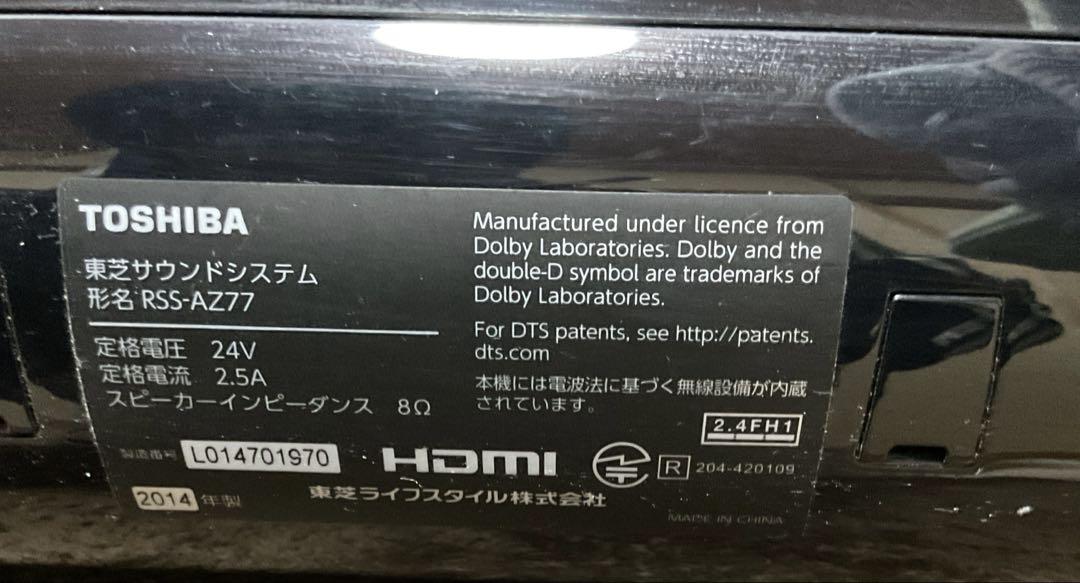 TOSHIBA
東芝サウンドシステム
形名 RSS-AZ77
定格電圧 24V
定格電流 2.5A
スピーカーインピーダンス 8Ω
製造番号 L014701970
2014 年製
Manufactured under licence from
Dolby Laboratories. Dolby and the
double-D symbol are trademarks of
Dolby Laboratories.
For DTS patents, see http://patents.
dts.com
本機には電波法に基づく無線設備が内蔵
されています。
2.4FH1
HDMI
R 204-420109
東芝ライフスタイル株式会社
MADE IN CHINA